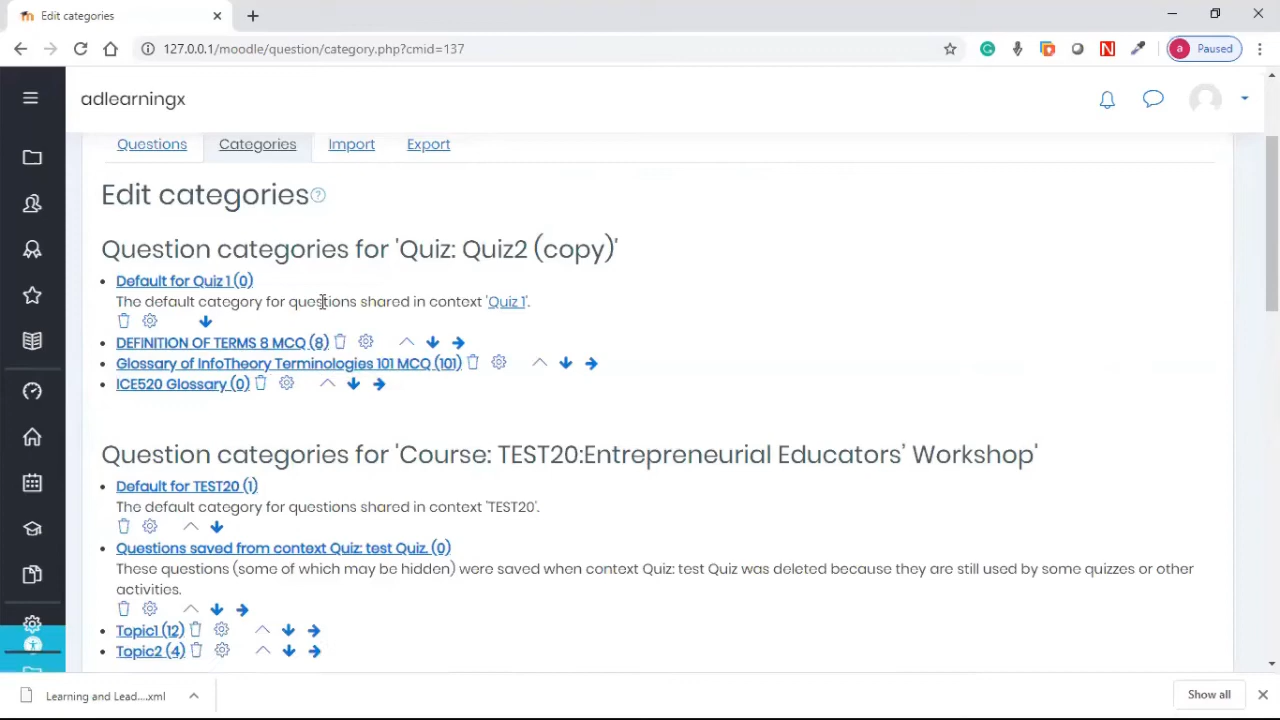 Edit categories
127.0.0.1/moodle/question/category.php?cmid=137
N
a Paused
adlearningx
Questions Categories Import Export
Edit categories
Question categories for 'Quiz: Quiz2 (copy)'
Default for Quiz 1 (0)
The default category for questions shared in context 'Quiz 1'.
DEFINITION OF TERMS 8 MCQ (8)
Glossary of InfoTheory Terminologies 101 MCQ (101)
ICE520 Glossary (0)
Question categories for 'Course: TEST20:Entrepreneurial Educators’ Workshop'
Default for TEST20 (1)
The default category for questions shared in context 'TEST20'.
Questions saved from context Quiz: test Quiz. (0)
These questions (some of which may be hidden) were saved when context Quiz: test Quiz was deleted because they are still used by some quizzes or other
activities.
Topic1 (12)
Topic2 (4)
Learning and Lead....xml
Show all